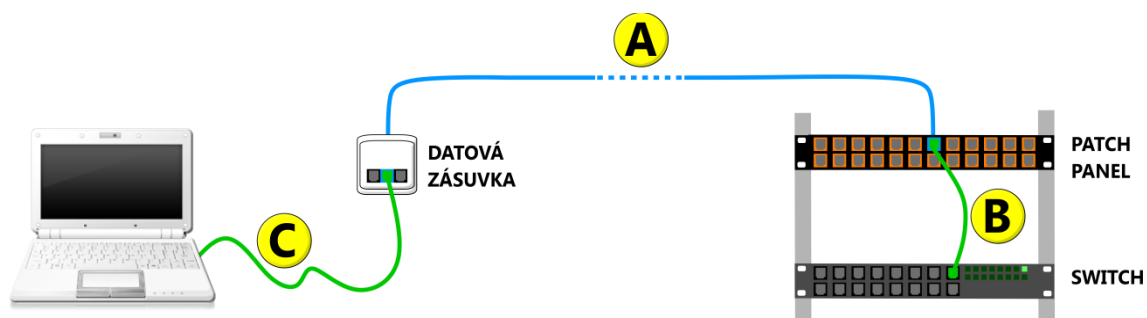 A
DATOVÁ
ZÁSUVKA
PATCH
PANEL
C
B
SWITCH